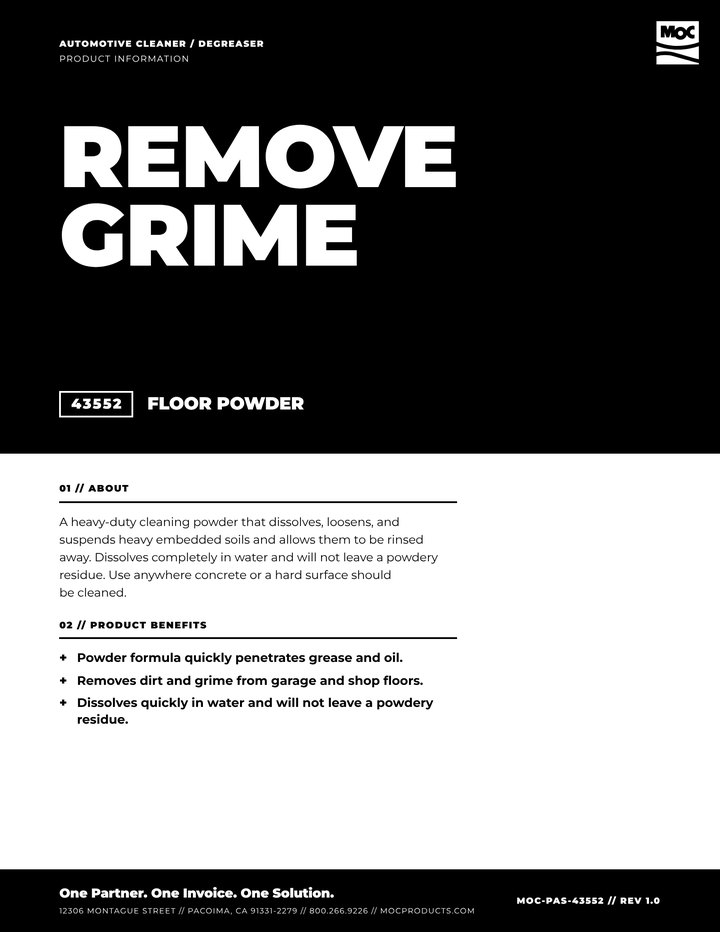 AUTOMOTIVE CLEANER / DEGREASER
PRODUCT INFORMATION
MOC
REMOVE
GRIME
43552 FLOOR POWDER
01 // ABOUT
A heavy-duty cleaning powder that dissolves, loosens, and
suspends heavy embedded soils and allows them to be rinsed
away. Dissolves completely in water and will not leave a powdery
residue. Use anywhere concrete or a hard surface should
be cleaned.
02 // PRODUCT BENEFITS
+ Powder formula quickly penetrates grease and oil.
+ Removes dirt and grime from garage and shop floors.
+ Dissolves quickly in water and will not leave a powdery
residue.
One Partner. One Invoice. One Solution.
12306 MONTAGUE STREET // PACOIMA, CA 91331-2279 // 800.266.9226 // MOCPRODUCTS.COM
MOC-PAS-43552 // REV 1.0